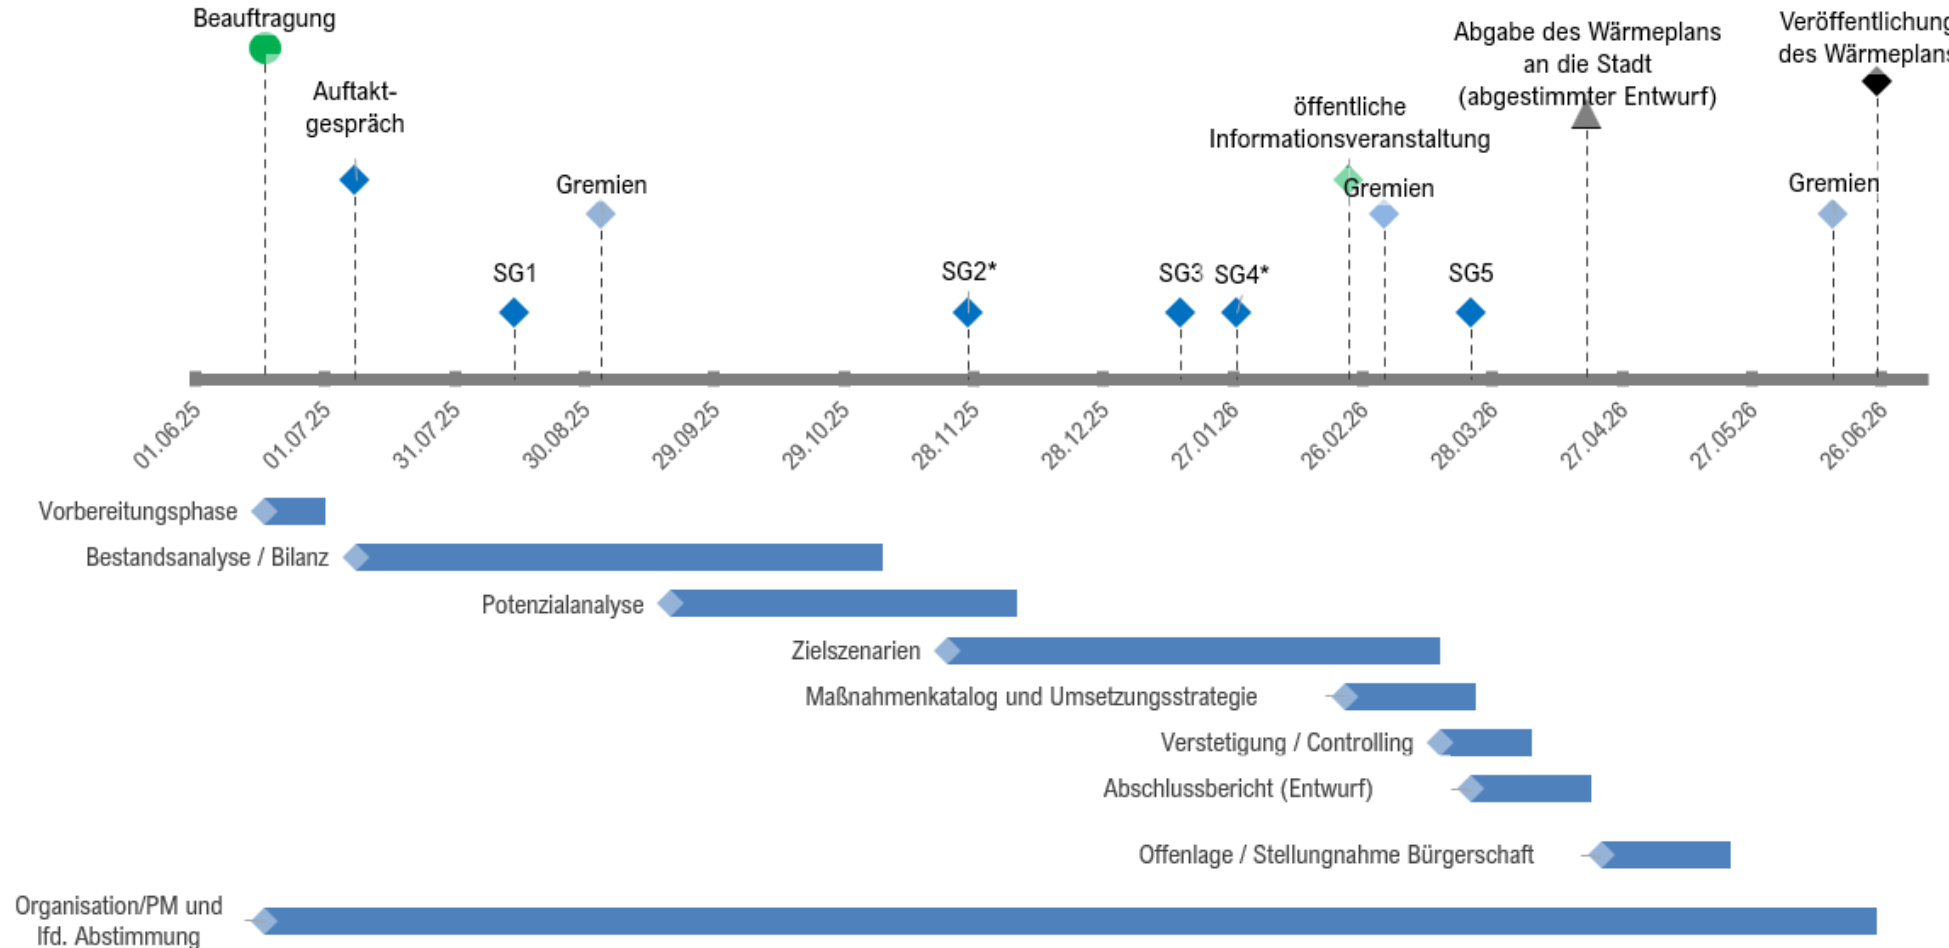 Beauftragung
Auftakt-
gespräch
Gremien
SG1
SG2*
SG3
SG4*
öffentliche
Informationsveranstaltung
Gremien
SG5
Abgabe des Wärmeplans
an die Stadt
(abgestimmter Entwurf)
Veröffentlichung
des Wärmeplans
Gremien
01.06.25
01.07.25
31.07.25
30.08.25
29.09.25
29.10.25
28.11.25
28.12.25
27.01.26
26.02.26
28.03.26
27.04.26
27.05.26
26.06.26
Vorbereitungsphase
Bestandsanalyse / Bilanz
Potenzialanalyse
Zielszenarien
Maßnahmenkatalog und Umsetzungsstrategie
Verstetigung / Controlling
Abschlussbericht (Entwurf)
Offenlage / Stellungnahme Bürgerschaft
Organisation/PM und
lfd. Abstimmung